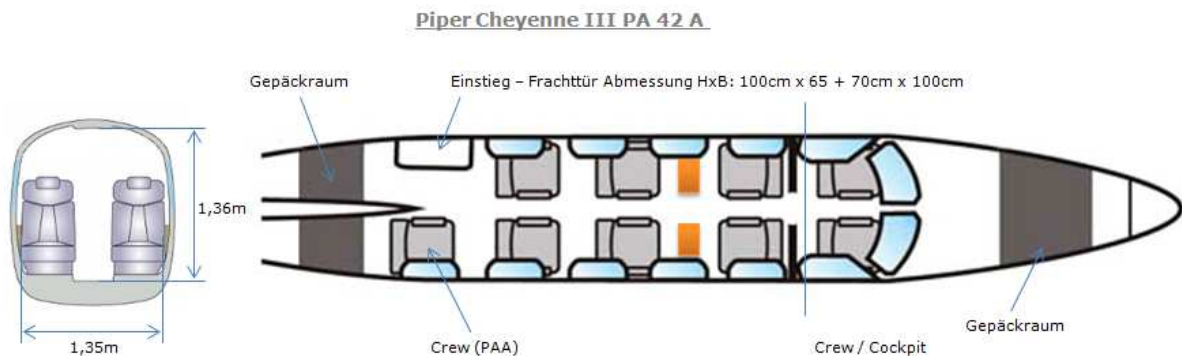 Piper Cheyenne III PA 42 A
Gepäckraum
Einstieg – Frachttür Abmessung HxB: 100cm x 65 + 70cm x 100cm
1,36m
1,35m
Crew (PAA)
Crew / Cockpit
Gepäckraum